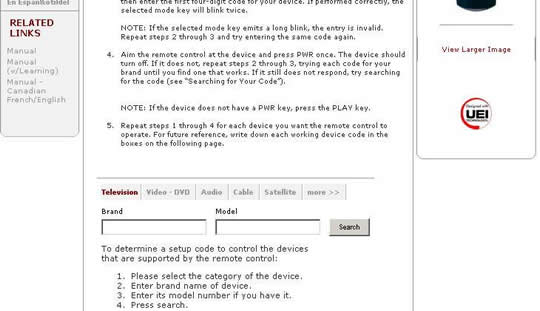 En Español/Ídel
RELATED
LINKS
Manual
Manual
(w/Learning)
Manual -
Canadian
French/English
then enter the first four-digit code for your device. If performed correctly, the
selected mode key will blink twice.
NOTE: If the selected mode key emits a long blink, the entry is invalid.
Repeat steps 2 through 3 and try entering the same code again.
4. Aim the remote control at the device and press PWR once. The device should
turn off. If it does not, repeat steps 2 through 3, trying each code for your
brand until you find one that works. If it still does not respond, try searching
for the code (see "Searching for Your Code").
NOTE: If the device does not have a PWR key, press the PLAY key.
5. Repeat steps 1 through 4 for each device you want the remote control to
operate. For future reference, write down each working device code in the
boxes on the following page.
Television Video - DVD Audio Cable Satellite more >>
Brand Model
Search
To determine a setup code to control the devices
that are supported by the remote control:
1. Please select the category of the device.
2. Enter brand name of device.
3. Enter its model number if you have it.
4. Press search.
View Larger Image
Designed with
UEI
TECHNOLOGY